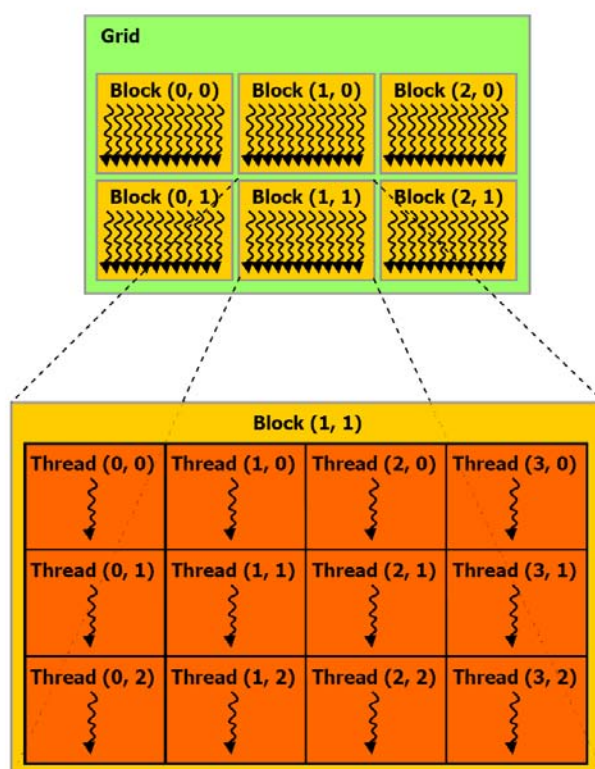 Grid
Block (0, 0) Block (1, 0) Block (2, 0)
Block (0, 1) Block (1, 1) Block (2, 1)
Block (1, 1)
Thread (0, 0) Thread (1, 0) Thread (2, 0) Thread (3, 0)
Thread (0, 1) Thread (1, 1) Thread (2, 1) Thread (3, 1)
Thread (0, 2) Thread (1, 2) Thread (2, 2) Thread (3, 2)